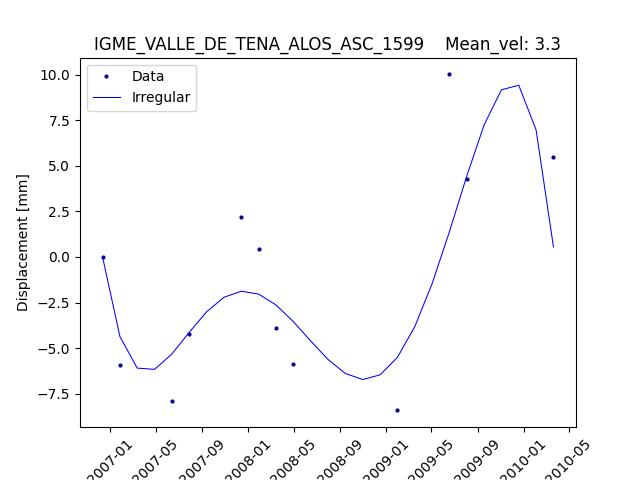 IGME_VALLE_DE_TENA_ALOS_ASC_1599 Mean_vel: 3.3
Data
Irregular
Displacement [mm]
10.0
7.5
5.0
2.5
0.0
−2.5
−5.0
−7.5
2007-01 2007-05 2007-09 2008-01 2008-05 2008-09 2009-01 2009-05 2009-09 2010-01 2010-05